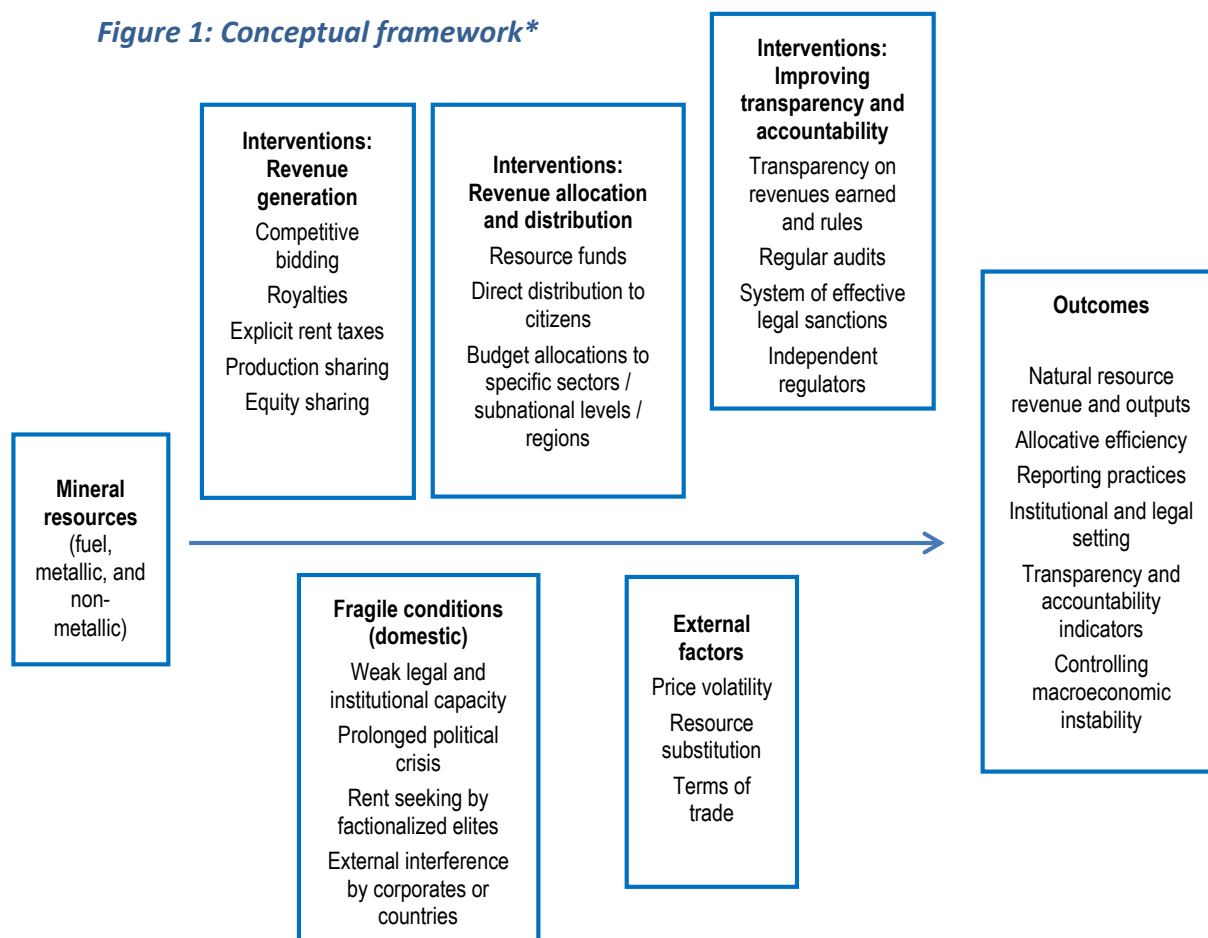 Figure 1: Conceptual framework*
Interventions:
Revenue
generation
Competitive
bidding
Royalties
Explicit rent taxes
Production sharing
Equity sharing
Interventions:
Revenue allocation
and distribution
Resource funds
Direct distribution to
citizens
Budget allocations to
specific sectors /
subnational levels /
regions
Interventions:
Improving
transparency and
accountability
Transparency on
revenues earned
and rules
Regular audits
System of effective
legal sanctions
Independent
regulators
Mineral
resources
(fuel,
metallic, and
non-
metallic)
Fragile conditions
(domestic)
Weak legal and
institutional capacity
Prolonged political
crisis
Rent seeking by
factionalized elites
External interference
by corporates or
countries
External
factors
Price volatility
Resource
substitution
Terms of
trade
Outcomes
Natural resource
revenue and outputs
Allocative efficiency
Reporting practices
Institutional and legal
setting
Transparency and
accountability
indicators
Controlling
macroeconomic
instability